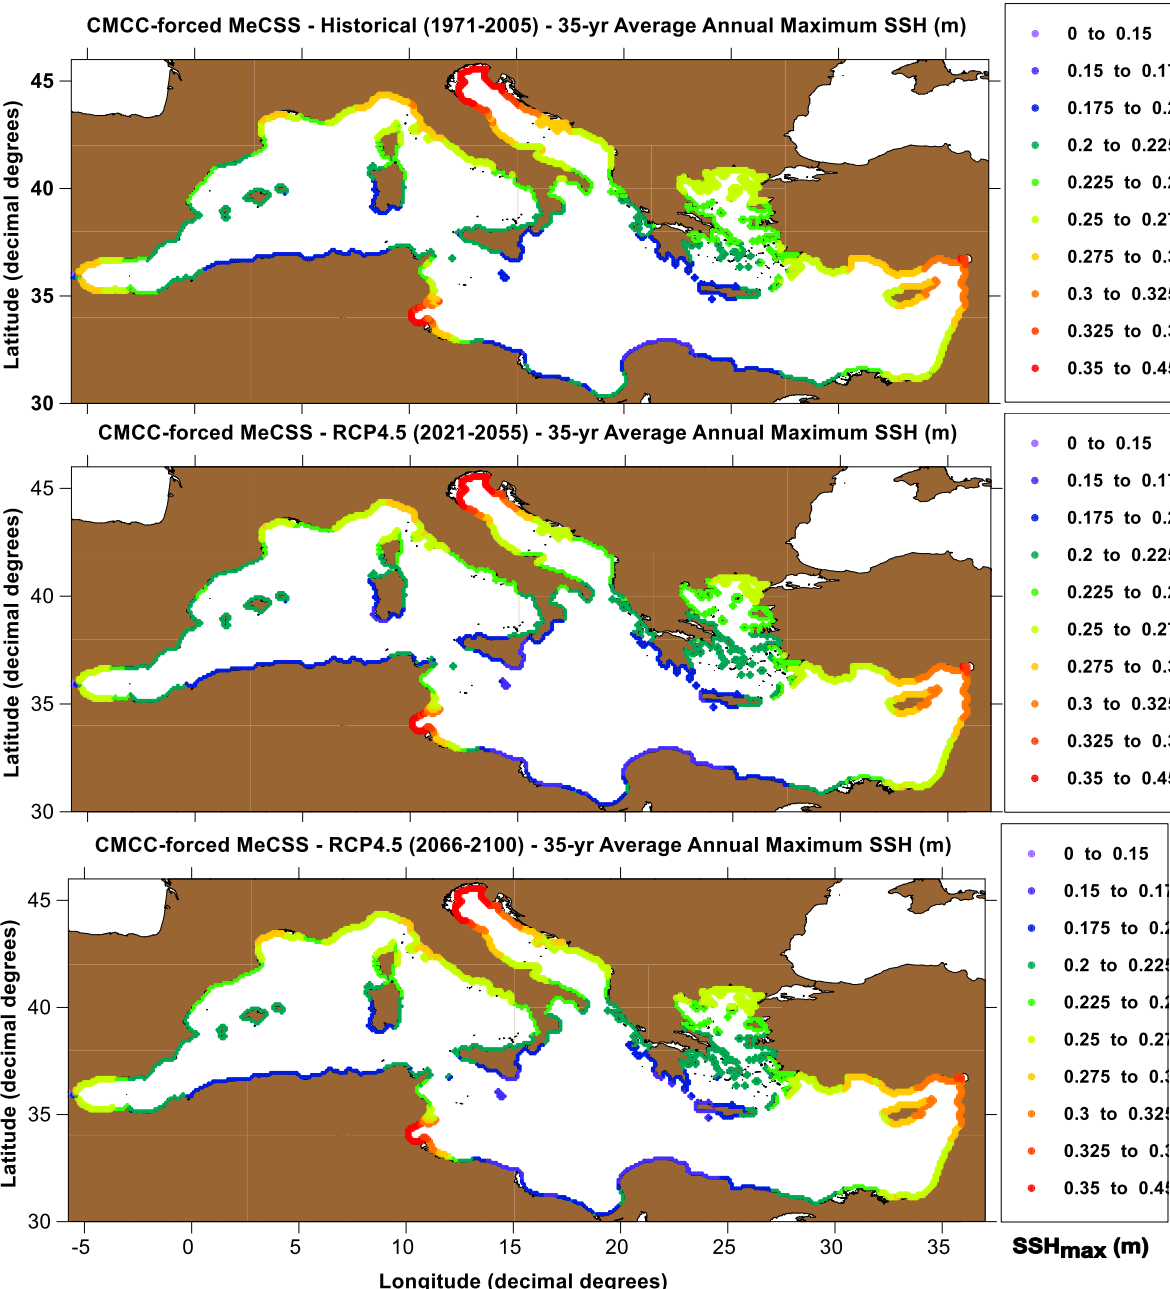 CMCC-forced MeCSS - Historical (1971-2005) - 35-yr Average Annual Maximum SSH (m)
Latitude (decimal degrees)
45
40
35
30
0 to 0.15
0.15 to 0.17
0.175 to 0.2
0.2 to 0.225
0.225 to 0.2
0.25 to 0.27
0.275 to 0.3
0.3 to 0.325
0.325 to 0.3
0.35 to 0.45
CMCC-forced MeCSS - RCP4.5 (2021-2055) - 35-yr Average Annual Maximum SSH (m)
Latitude (decimal degrees)
45
40
35
30
0 to 0.15
0.15 to 0.17
0.175 to 0.2
0.2 to 0.225
0.225 to 0.2
0.25 to 0.27
0.275 to 0.3
0.3 to 0.325
0.325 to 0.3
0.35 to 0.45
CMCC-forced MeCSS - RCP4.5 (2066-2100) - 35-yr Average Annual Maximum SSH (m)
Latitude (decimal degrees)
45
40
35
30
0 to 0.15
0.15 to 0.17
0.175 to 0.2
0.2 to 0.225
0.225 to 0.2
0.25 to 0.27
0.275 to 0.3
0.3 to 0.325
0.325 to 0.3
0.35 to 0.45
-5 0 5 10 15 20 25 30 35
SSHmax (m)
Longitude (decimal degrees)